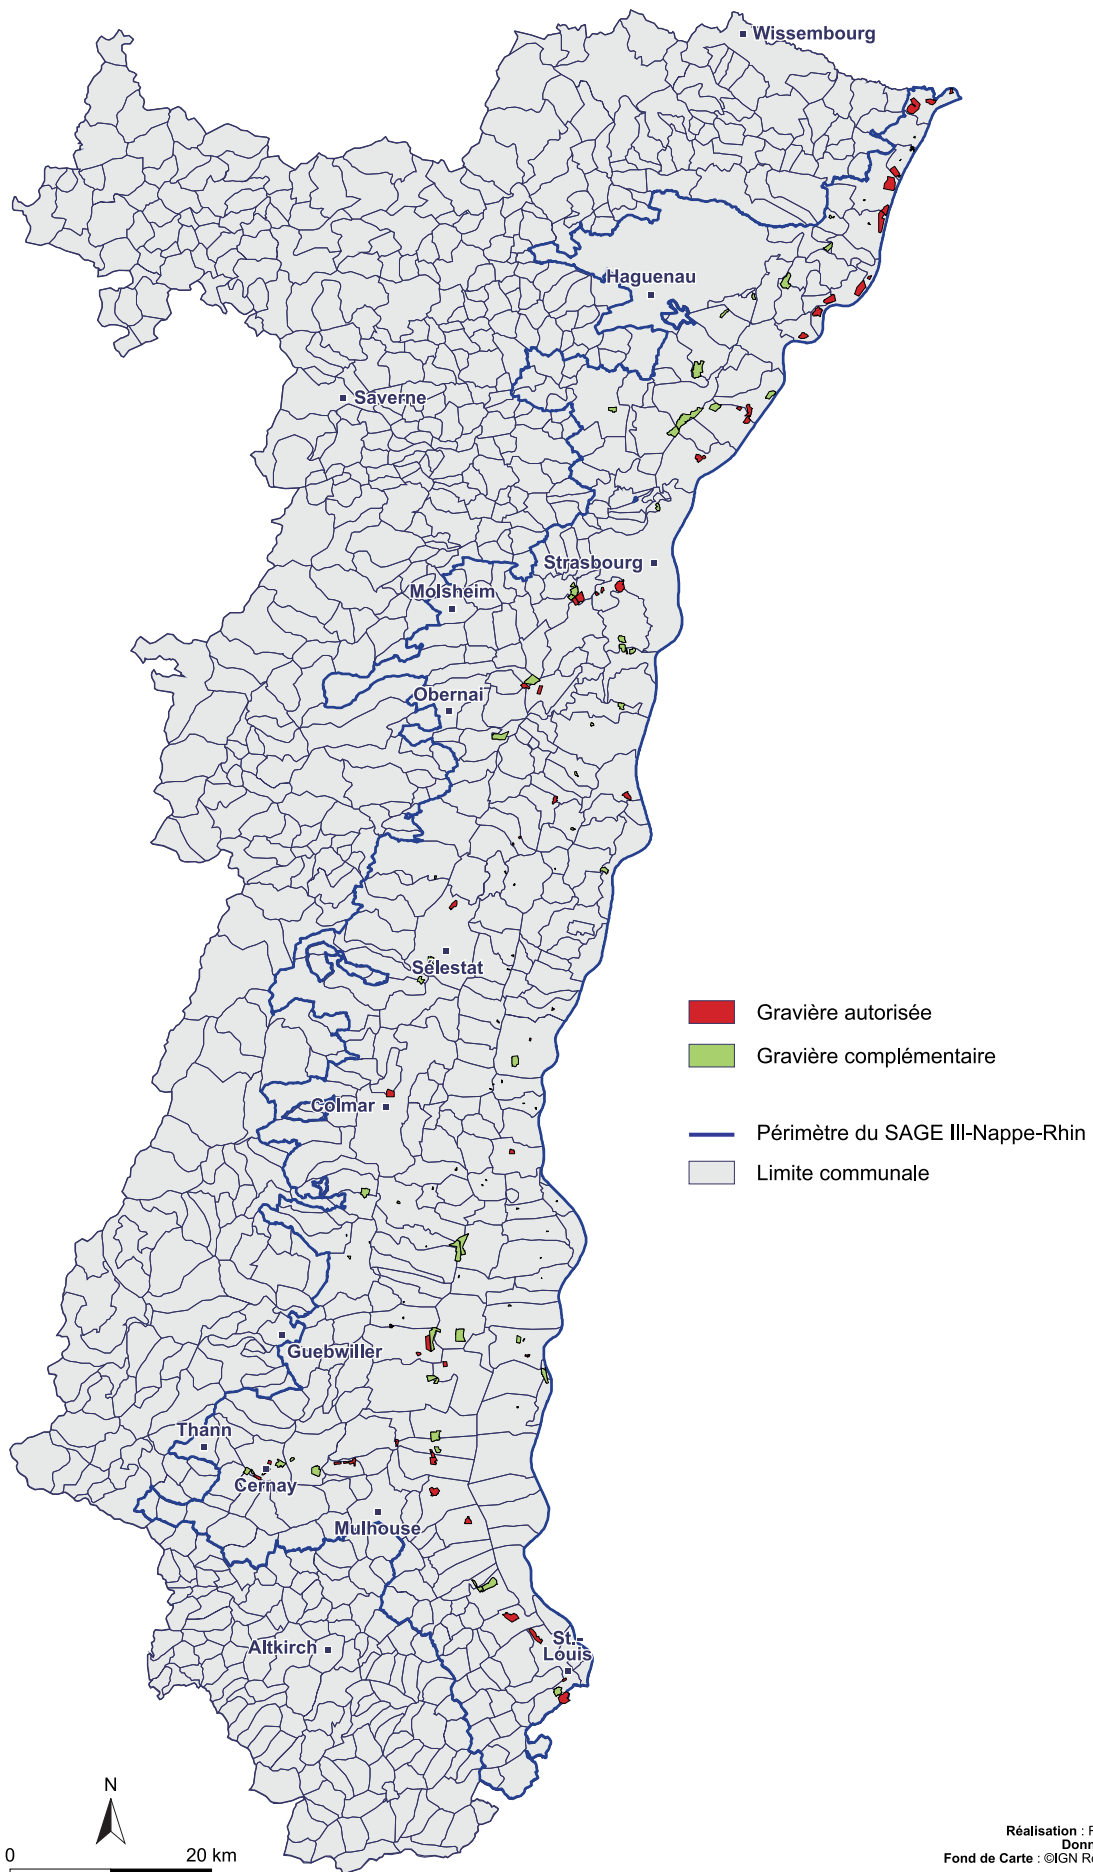 Wissembourg
Haguenau
Saverne
Strasbourg
Molsheim
Obernai
Sélestat
Gravière autorisée
Gravière complémentaire
Colmar
Périmètre du SAGE Ill-Nappe-Rhin
Limite communale
Guebwiller
Thann
Cernay
Mulhouse
Altkirch
St.-
Louis
N
0 20 km
Réalisation :
Fond de Carte : ©IGN